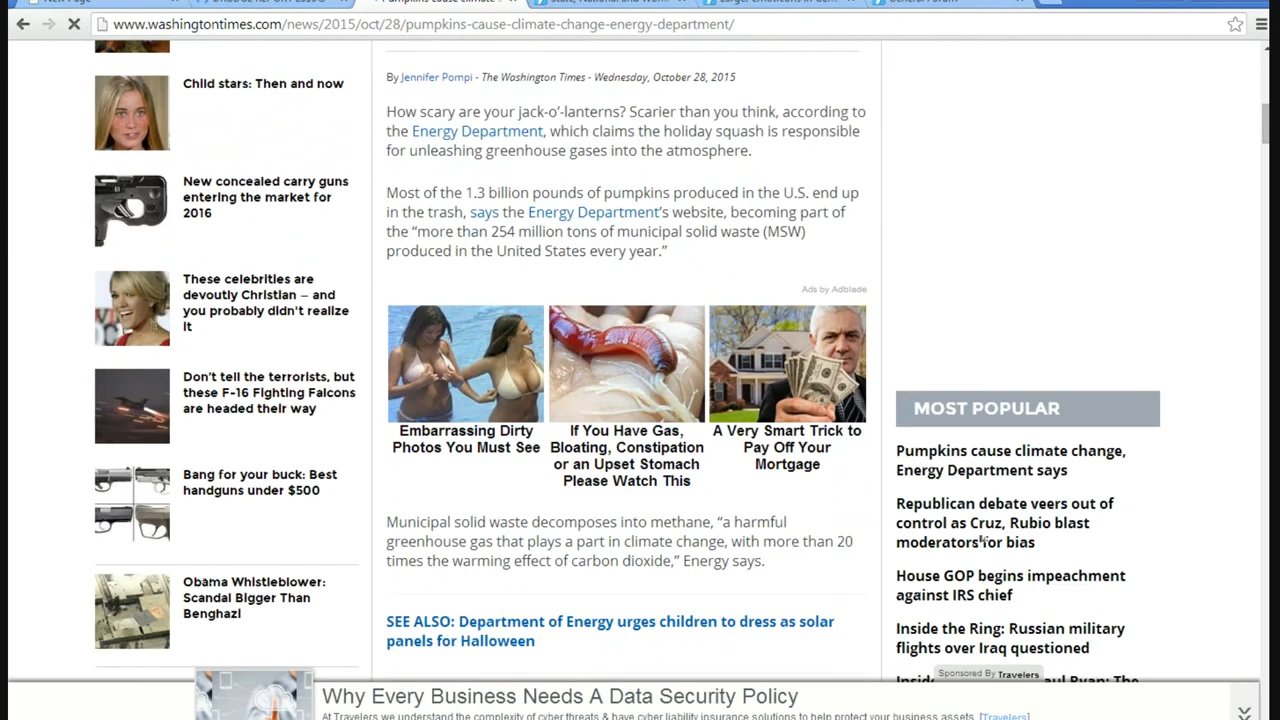 www.washingtontimes.com/news/2015/oct/28/pumpkins-cause-climate-change-energy-department/
Child stars: Then and now
New concealed carry guns
entering the market for
2016
These celebrities are
devoutly Christian – and
you probably didn't realize
it
Don't tell the terrorists, but
these F-16 Fighting Falcons
are headed their way
Bang for your buck: Best
handguns under $500
Obama Whistleblower:
Scandal Bigger Than
Benghazi
By Jennifer Pompi - The Washington Times - Wednesday, October 28, 2015
How scary are your jack-o'-lanterns? Scarier than you think, according to
the Energy Department, which claims the holiday squash is responsible
for unleashing greenhouse gases into the atmosphere.
Most of the 1.3 billion pounds of pumpkins produced in the U.S. end up
in the trash, says the Energy Department's website, becoming part of
the “more than 254 million tons of municipal solid waste (MSW)
produced in the United States every year.”
Ads by Adblade
Embarrassing Dirty
Photos You Must See
If You Have Gas,
Bloating, Constipation
or an Upset Stomach
Please Watch This
A Very Smart Trick to
Pay Off Your
Mortgage
Municipal solid waste decomposes into methane, “a harmful
greenhouse gas that plays a part in climate change, with more than 20
times the warming effect of carbon dioxide,” Energy says.
SEE ALSO: Department of Energy urges children to dress as solar
panels for Halloween
MOST POPULAR
Pumpkins cause climate change,
Energy Department says
Republican debate veers out of
control as Cruz, Rubio blast
moderators for bias
House GOP begins impeachment
against IRS chief
Inside the Ring: Russian military
flights over Iraq questioned
Sponsored By Travelers
Why Every Business Needs A Data Security Policy
At Travelers we understand the complexity of cyber threats & have cyber liability insurance solutions to help protect your business assets. [Travelers]